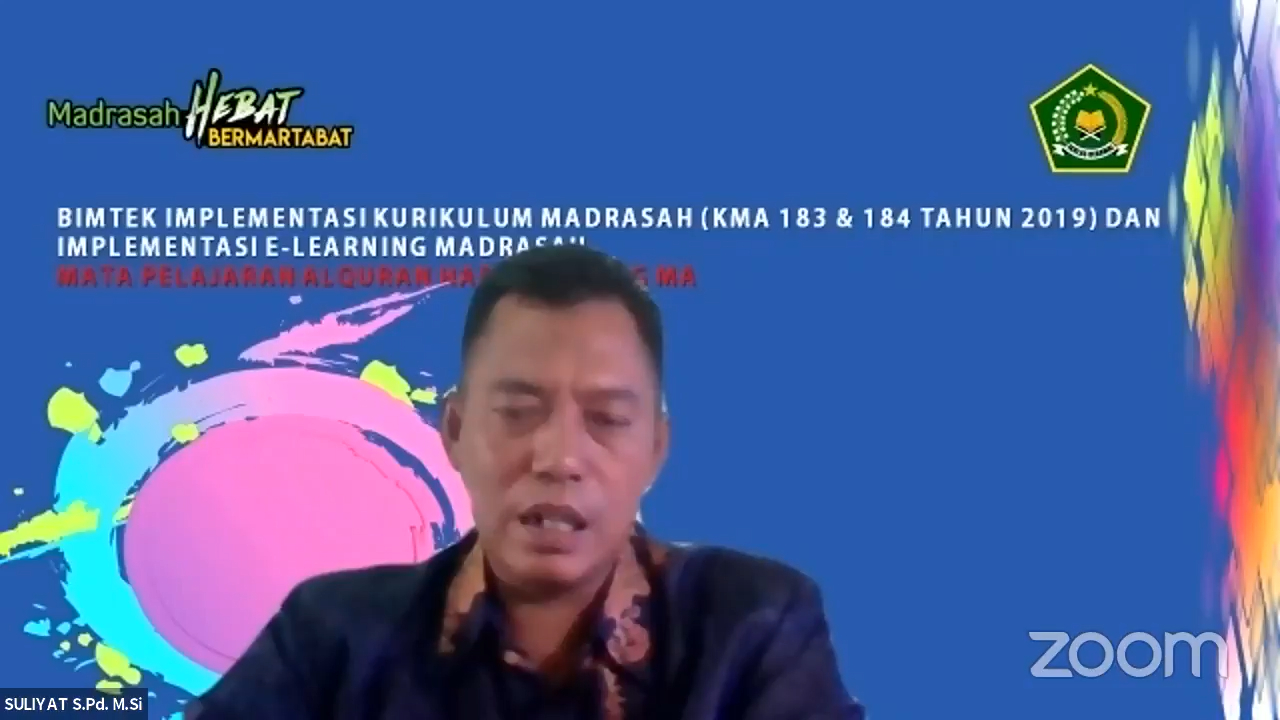 Madrasah HEBAT
BERMARTABAT
BIMTEK IMPLEMENTASI KURIKULUM MADRASAH (KMA 183 & 184 TAHUN 2019) DAN
IMPLEMENTASI E-LEARNING MADRASAH
MATA PELAJARAN ALQURAN MA
zoom
SULIYAT S.Pd. M.Si